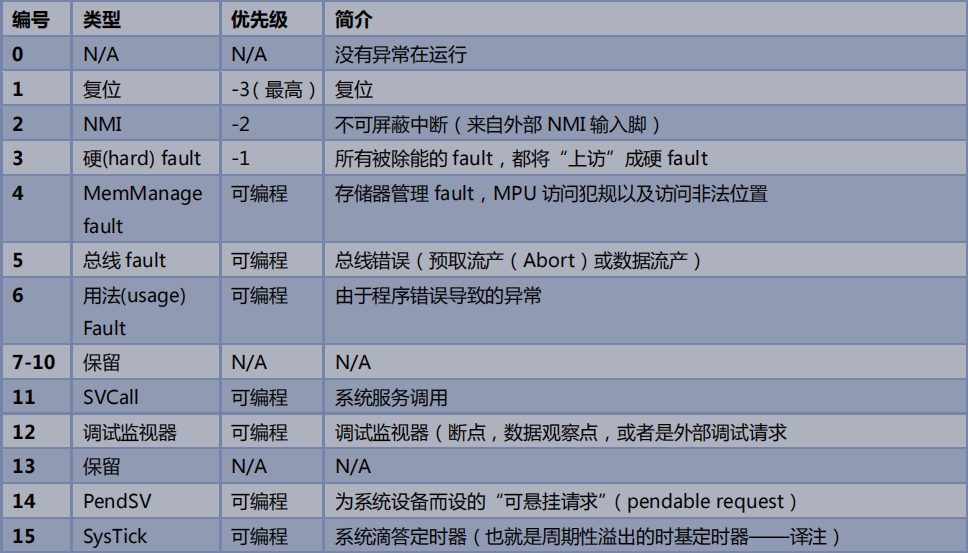 编号 类型 优先级 简介
0 N/A N/A 没有异常在运行
1 复位 -3（最高） 复位
2 NMI -2 不可屏蔽中断（来自外部 NMI 输入脚）
3 硬(hard) fault -1 所有被除能的 fault，都将“上访”成硬 fault
4 MemManage fault 可编程 存储器管理 fault，MPU 访问犯规以及访问非法位置
5 总线 fault 可编程 总线错误（预取流产（Abort）或数据流产）
6 用法(usage) Fault 可编程 由于程序错误导致的异常
7-10 保留 N/A N/A
11 SVCall 可编程 系统服务调用
12 调试监视器 可编程 调试监视器（断点，数据观察点，或者是外部调试请求
13 保留 N/A N/A
14 PendSV 可编程 为系统设备而设的“可悬挂请求”（pendable request）
15 SysTick 可编程 系统滴答定时器（也就是周期性溢出的时基定时器——译注）